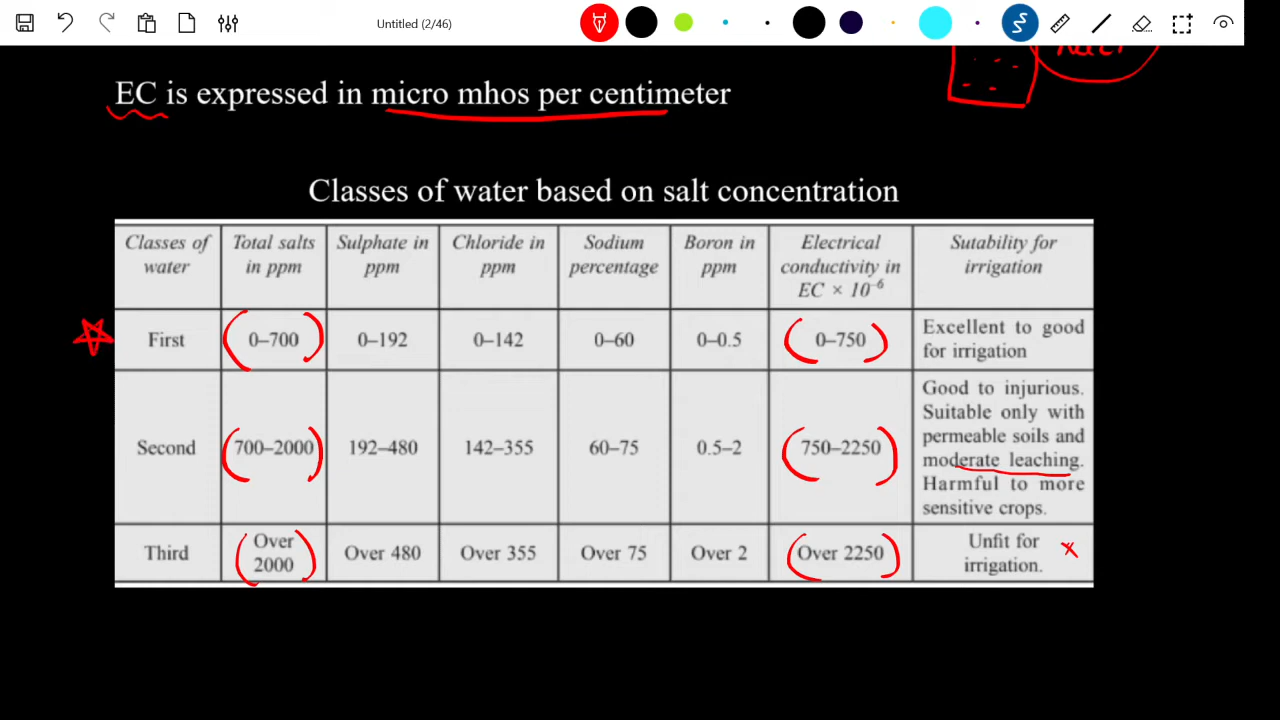 Untitled (2/46)
EC is expressed in micro mhos per centimeter
Classes of water based on salt concentration
Classes of water
Total salts in ppm
Sulphate in ppm
Chloride in ppm
Sodium percentage
Boron in ppm
Electrical conductivity in EC × 10⁻⁶
Sutability for irrigation
First
0–700
0–192
0–142
0–60
0–0.5
0–750
Excellent to good
for irrigation
Second
700–2000
192–480
142–355
60–75
0.5–2
750–2250
Good to injurious.
Suitable only with
permeable soils and
moderate leaching.
Harmful to more
sensitive crops.
Third
Over
2000
Over 480
Over 355
Over 75
Over 2
Over 2250
Unfit for
irrigation.